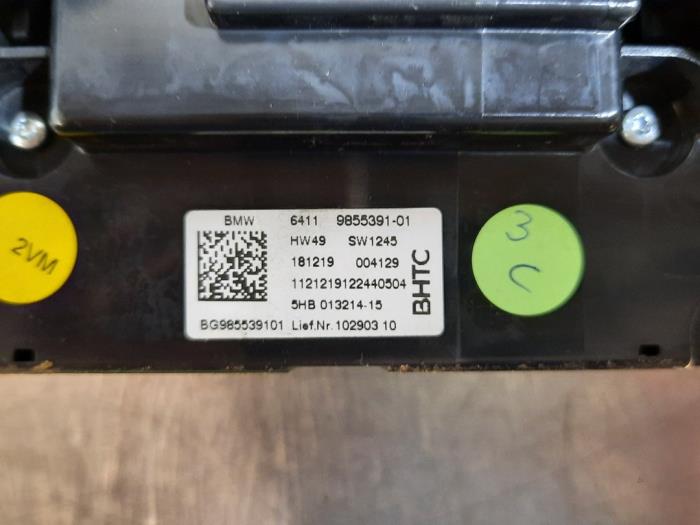 BMW 6411 9855391-01
HW49 SW1245
181219 004129
1121219122440504
5HB 013214-15
BG985539101 Lief.Nr. 102903 10
BHTC
2VM
3
C